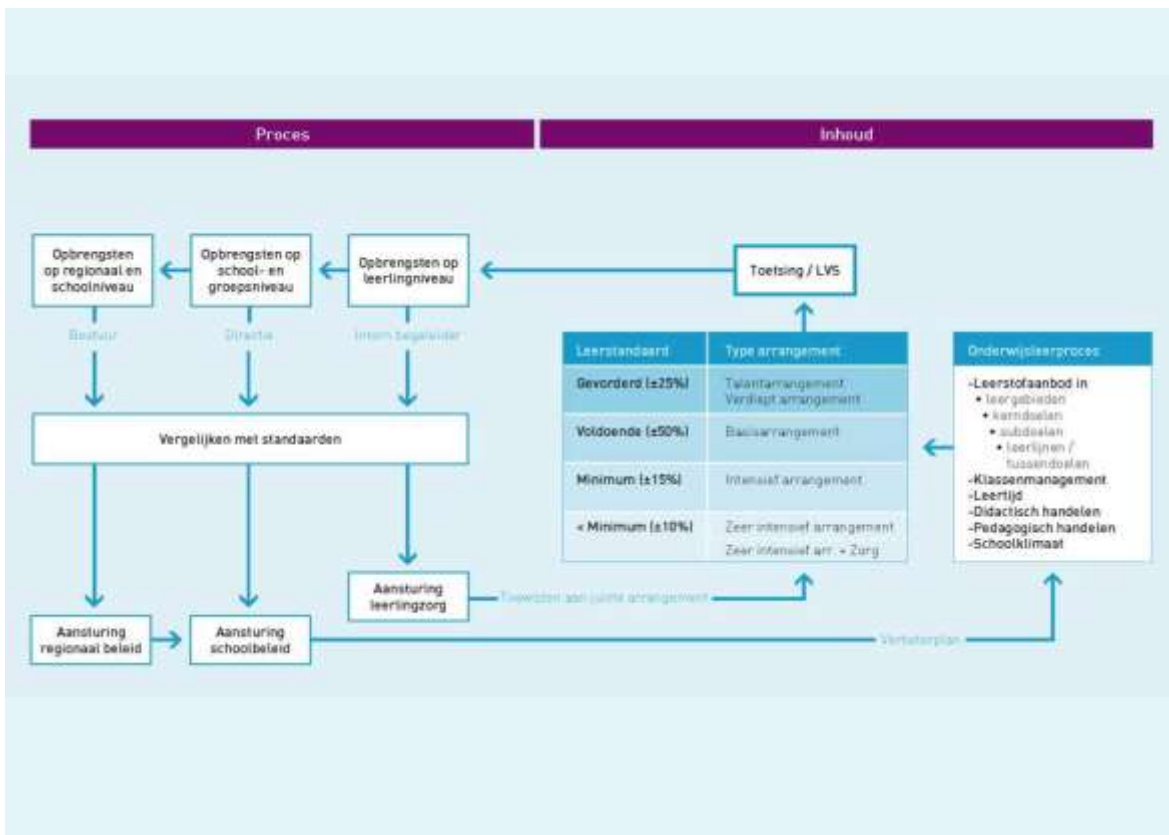 Proces
Inhoud
Opbrengsten
op regionaal en
schoolniveau
Opbrengsten op
school- en
groepsniveau
Opbrengsten op
leerlingniveau
Toetsing / LVS
Bestuur
Directie
Intern begeleider
Vergelijken met standaarden
Leerstandaard
Type arrangement
Gevorderd (±25%)
Talentarrangement
Verdiept arrangement
Voldoende (±50%)
Basisarrangement
Minimum (±15%)
Intensief arrangement
< Minimum (±10%)
Zeer intensief arrangement
Zeer intensief arr. + Zorg
Onderwijsleerproces
-Leerstofaanbod in
• leergebieden
• kerndoelen
• subdoelen
• leerlijnen /
tussendoelen
-Klassenmanagement
-Leertijd
-Didactisch handelen
-Pedagogisch handelen
-Schoolklimaat
Aansturing
leerlingzorg
Toewijzen aan juiste arrangement
Aansturing
regionaal beleid
Aansturing
schoolbeleid
Verbeterplan